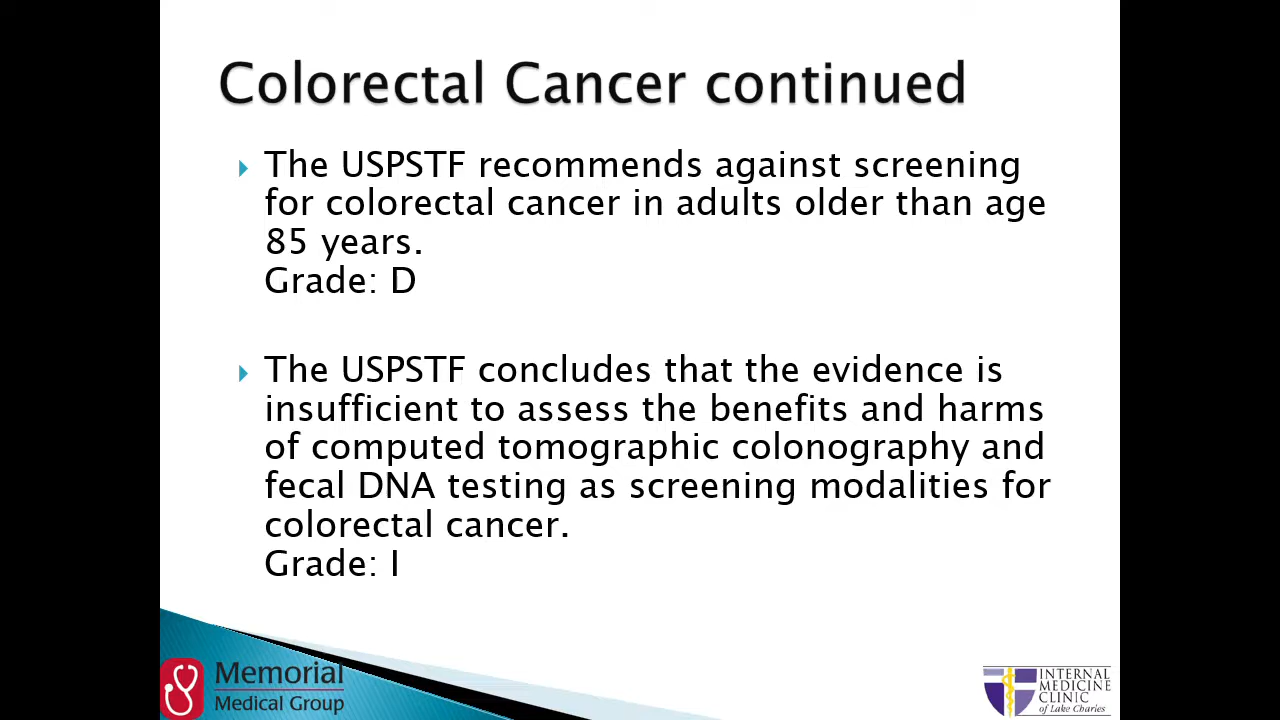 Colorectal Cancer continued
The USPSTF recommends against screening
for colorectal cancer in adults older than age
85 years.
Grade: D
The USPSTF concludes that the evidence is
insufficient to assess the benefits and harms
of computed tomographic colonography and
fecal DNA testing as screening modalities for
colorectal cancer.
Grade: I
Memorial
Medical Group
INTERNAL
MEDICINE
CLINIC
of Lake Charles